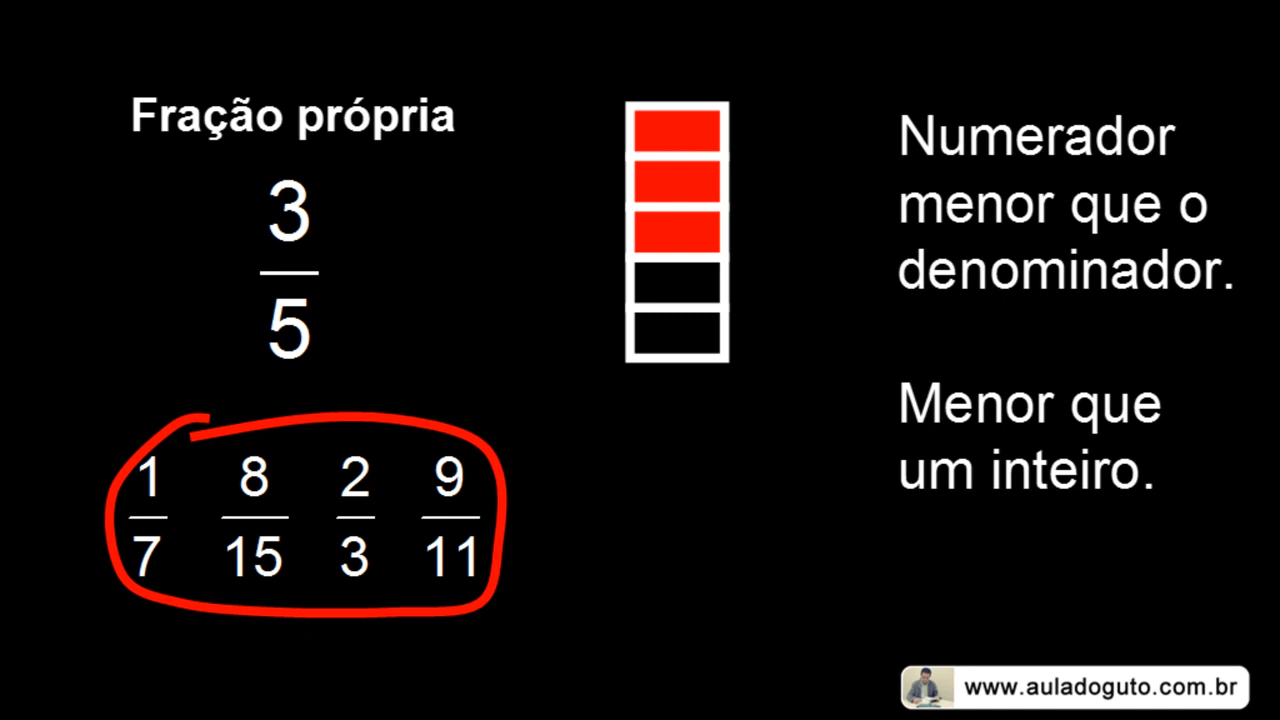 Fração própria
3
5
1 8 2 9
7 15 3 11
Numerador
menor que o
denominador.
Menor que
um inteiro.
www.auladoguto.com.br